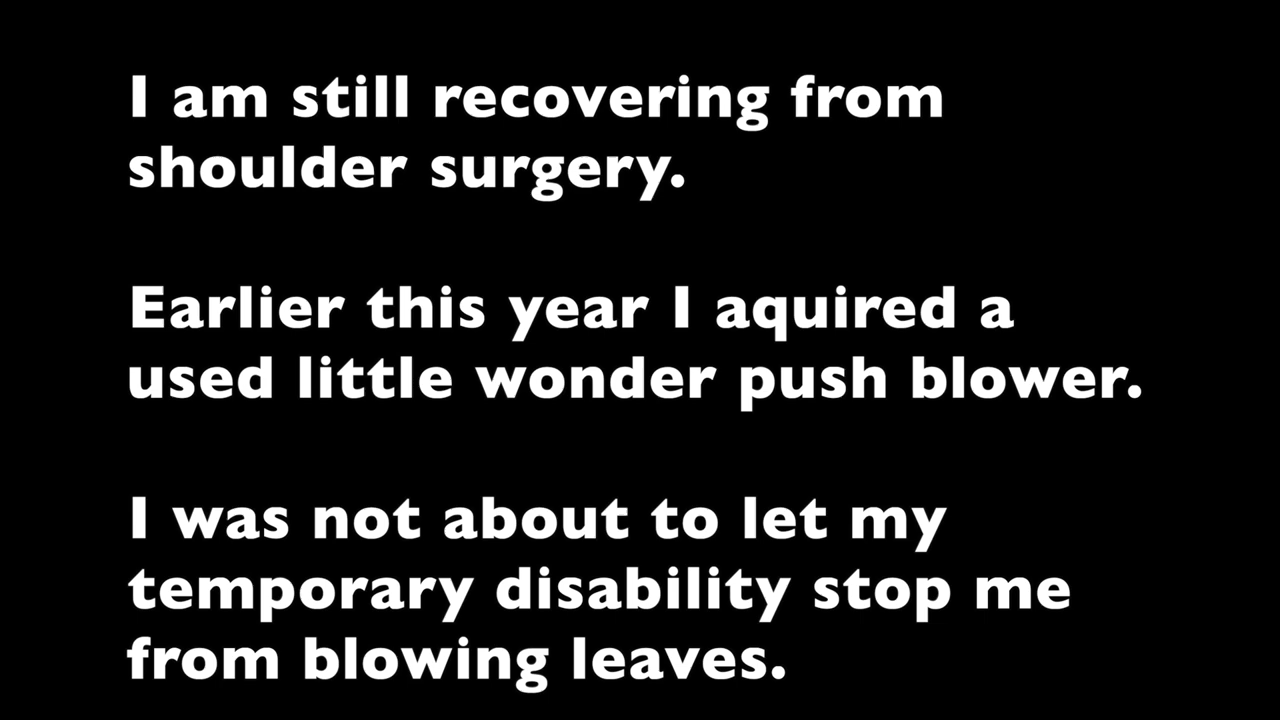 I am still recovering from
shoulder surgery.
Earlier this year I aquired a
used little wonder push blower.
I was not about to let my
temporary disability stop me
from blowing leaves.